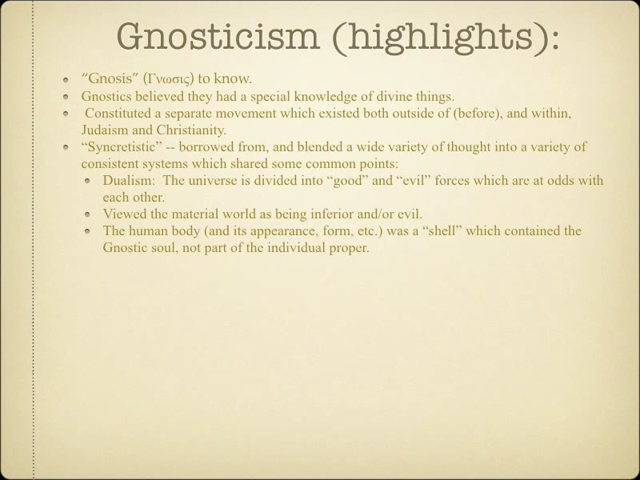 Gnosticism (highlights):
“Gnosis” (Γνωσις) to know.
Gnostics believed they had a special knowledge of divine things.
Constituted a separate movement which existed both outside of (before), and within,
Judaism and Christianity.
“Syncretistic” -- borrowed from, and blended a wide variety of thought into a variety of
consistent systems which shared some common points:
Dualism: The universe is divided into “good” and “evil” forces which are at odds with
each other.
Viewed the material world as being inferior and/or evil.
The human body (and its appearance, form, etc.) was a “shell” which contained the
Gnostic soul, not part of the individual proper.